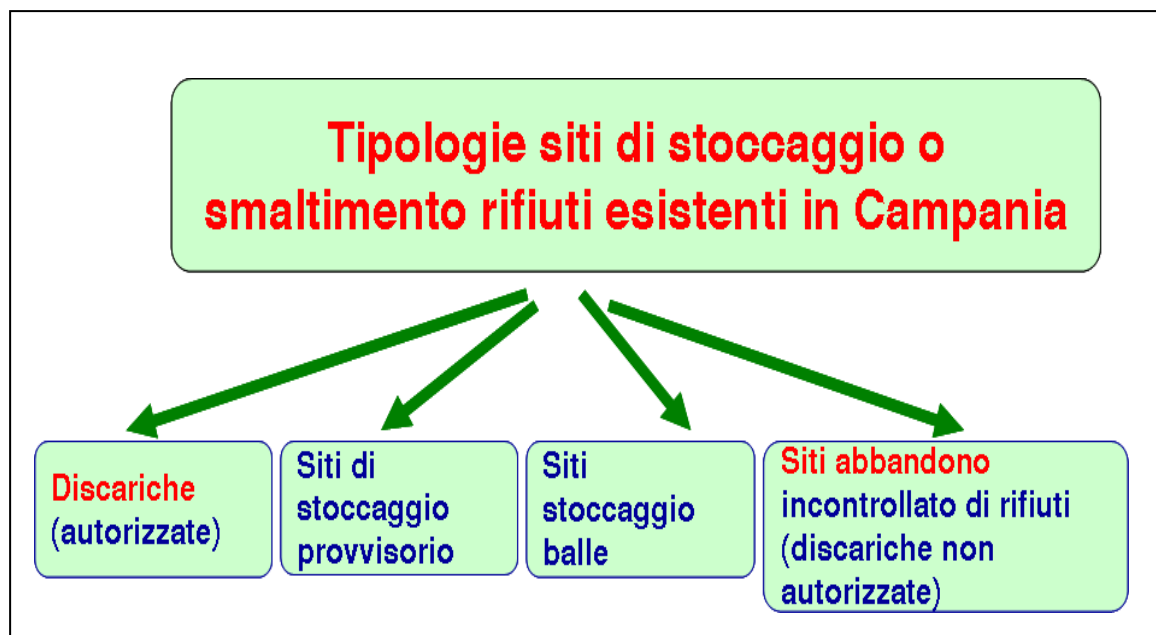 Tipologie siti di stoccaggio o
smaltimento rifiuti esistenti in Campania
Discariche
(autorizzate)
Siti di
stoccaggio
provvisorio
Siti
stoccaggio
balle
Siti abbandono
incontrollato di rifiuti
(discariche non
autorizzate)